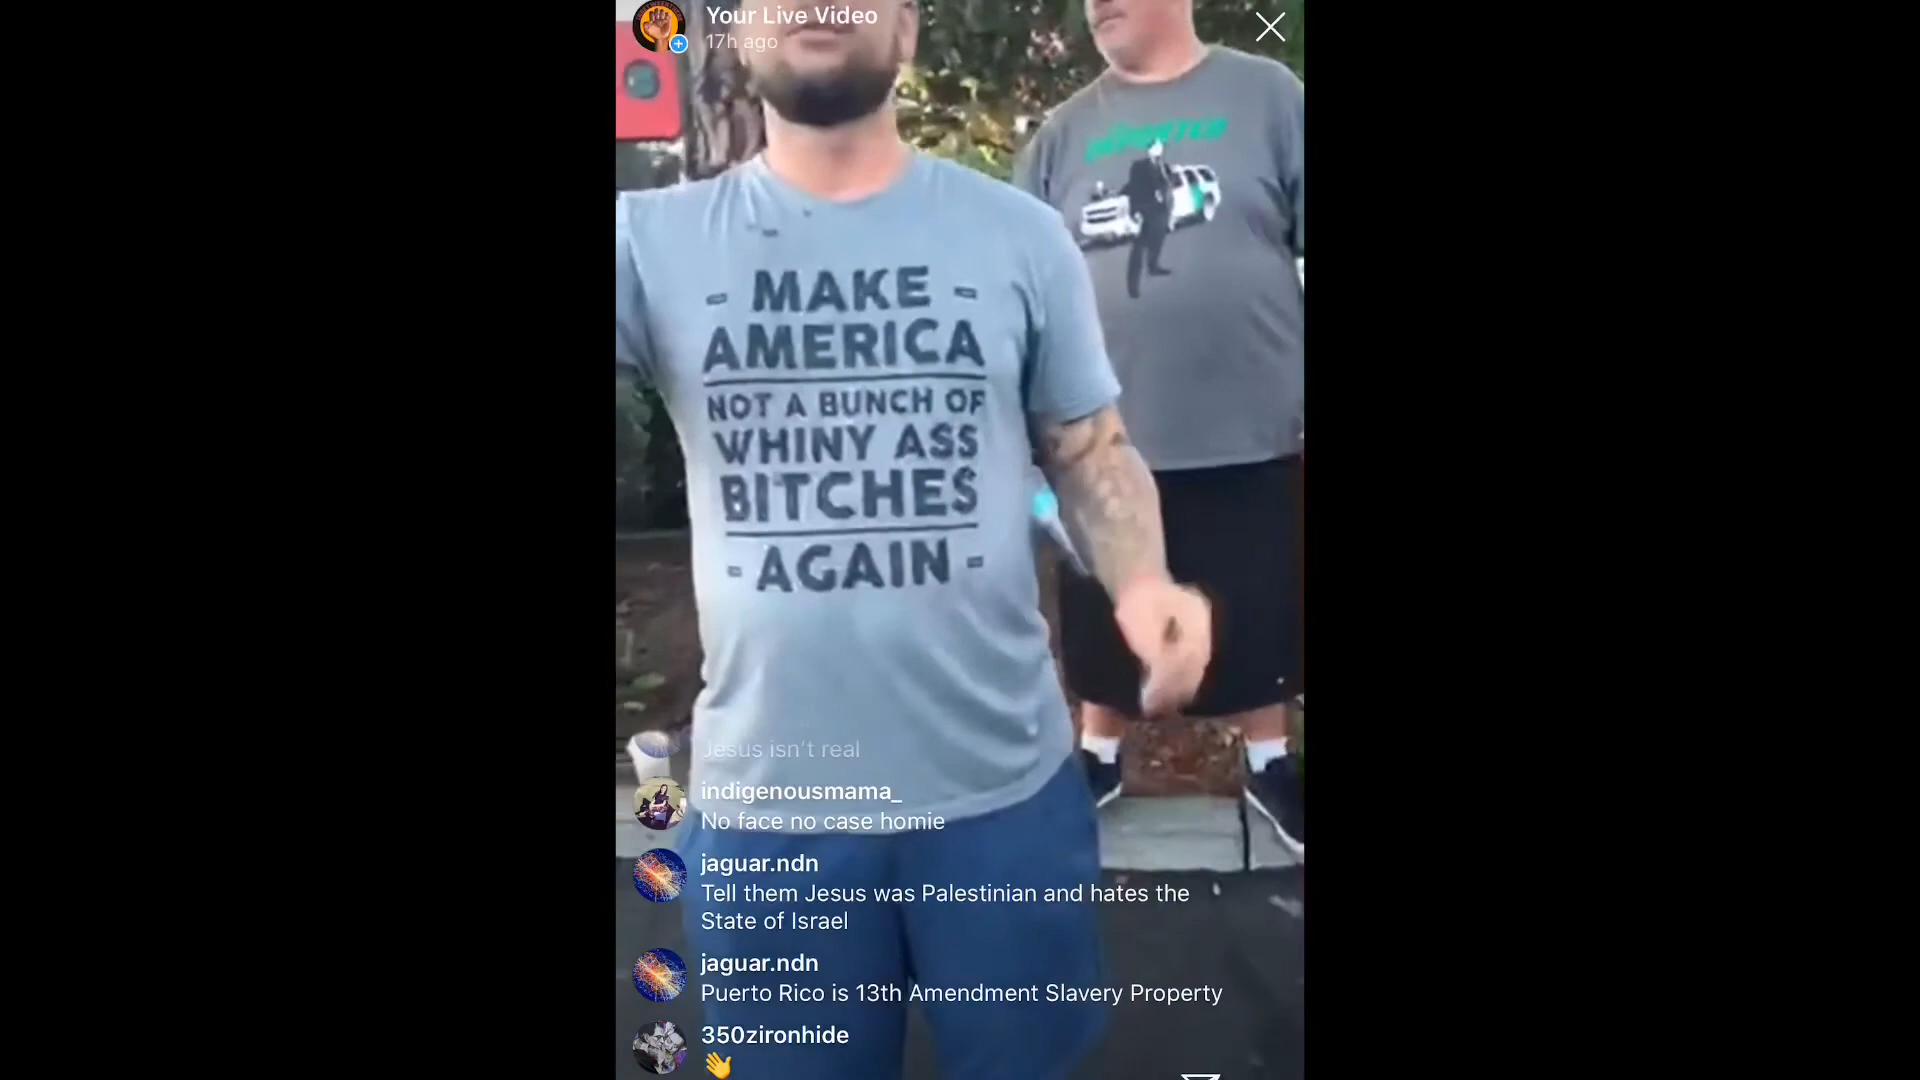 Your Live Video
17h ago
- MAKE -
AMERICA
NOT A BUNCH OF
WHINY ASS
BITCHES
- AGAIN -
Jesus isn't real
indigenousmama_
No face no case homie
jaguar.ndn
Tell them Jesus was Palestinian and hates the
State of Israel
jaguar.ndn
Puerto Rico is 13th Amendment Slavery Property
350zironhide
👋